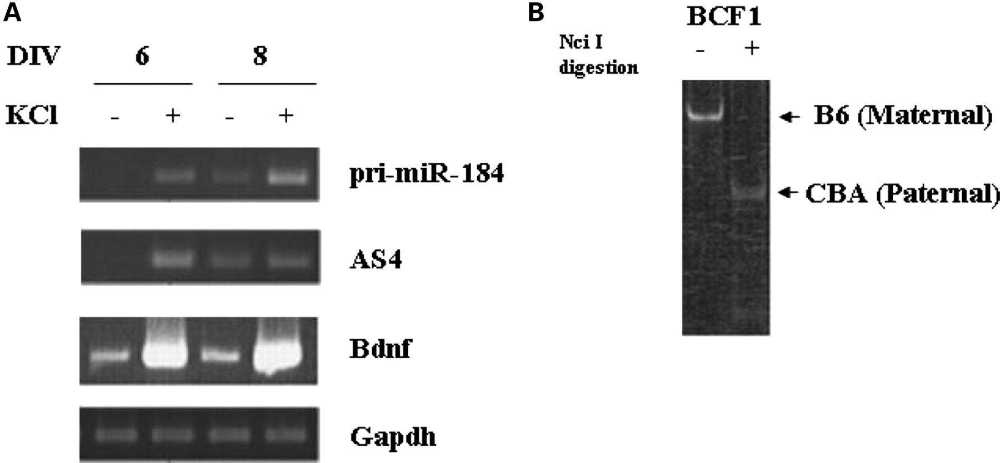 A
DIV 6 8
KCl - + - +
pri-miR-184
AS4
Bdnf
Gapdh
B
BCF1
Nci I
digestion
- +
B6 (Maternal)
CBA (Paternal)